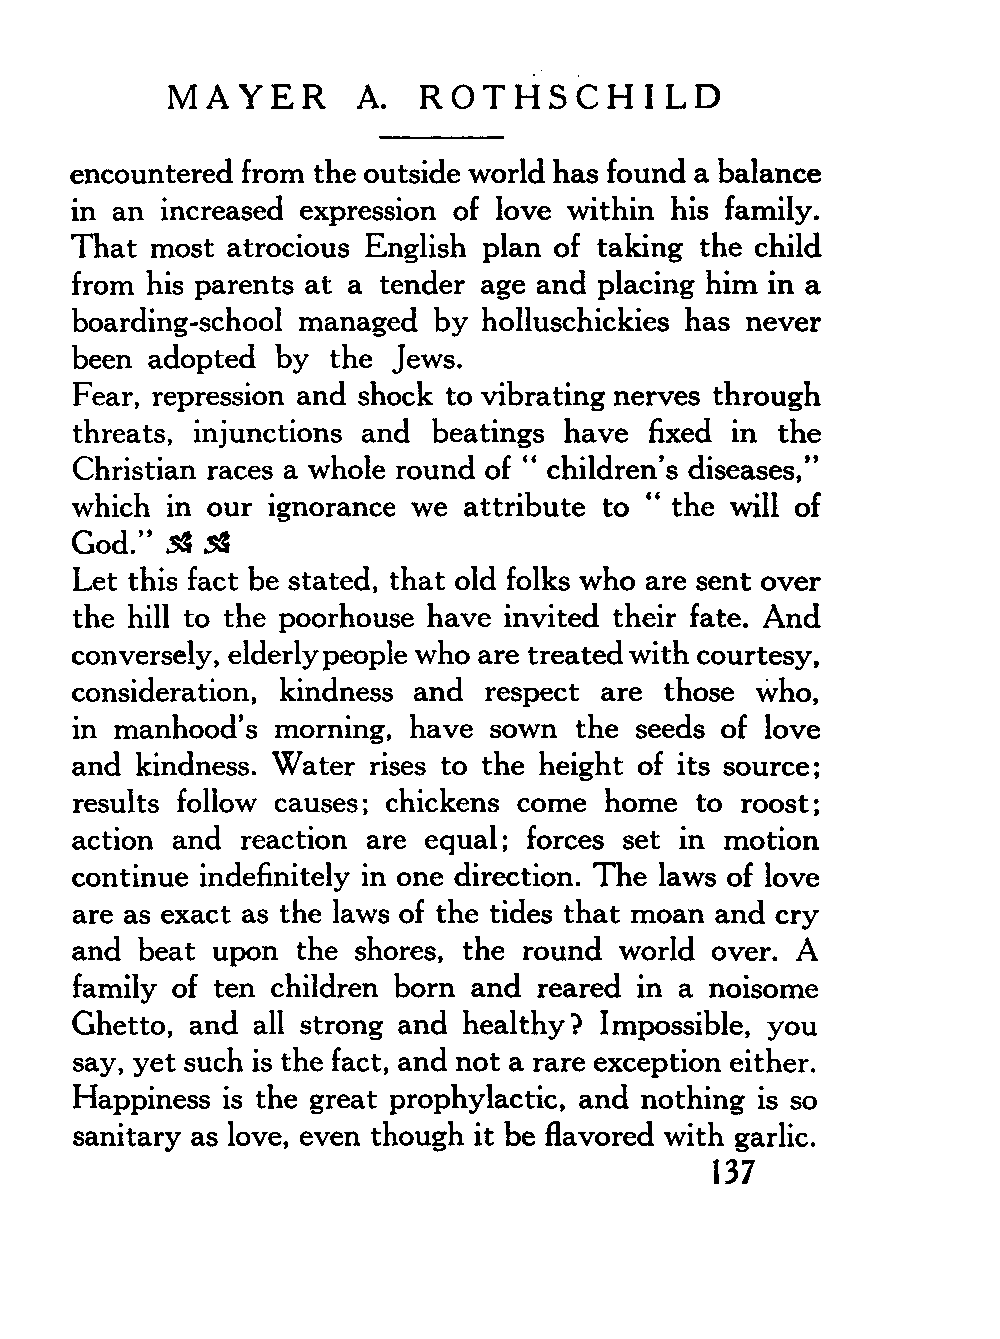 MAYER A. ROTHSCHILD
encountered from the outside world has found a balance
in an increased expression of love within his family.
That most atrocious English plan of taking the child
from his parents at a tender age and placing him in a
boarding-school managed by holluschickies has never
been adopted by the Jews.
Fear, repression and shock to vibrating nerves through
threats, injunctions and beatings have fixed in the
Christian races a whole round of “ children's diseases,”
which in our ignorance we attribute to “ the will of
God.”
Let this fact be stated, that old folks who are sent over
the hill to the poorhouse have invited their fate. And
conversely, elderly people who are treated with courtesy,
consideration, kindness and respect are those who,
in manhood's morning, have sown the seeds of love
and kindness. Water rises to the height of its source;
results follow causes; chickens come home to roost;
action and reaction are equal; forces set in motion
continue indefinitely in one direction. The laws of love
are as exact as the laws of the tides that moan and cry
and beat upon the shores, the round world over. A
family of ten children born and reared in a noisome
Ghetto, and all strong and healthy? Impossible, you
say, yet such is the fact, and not a rare exception either.
Happiness is the great prophylactic, and nothing is so
sanitary as love, even though it be flavored with garlic.
137